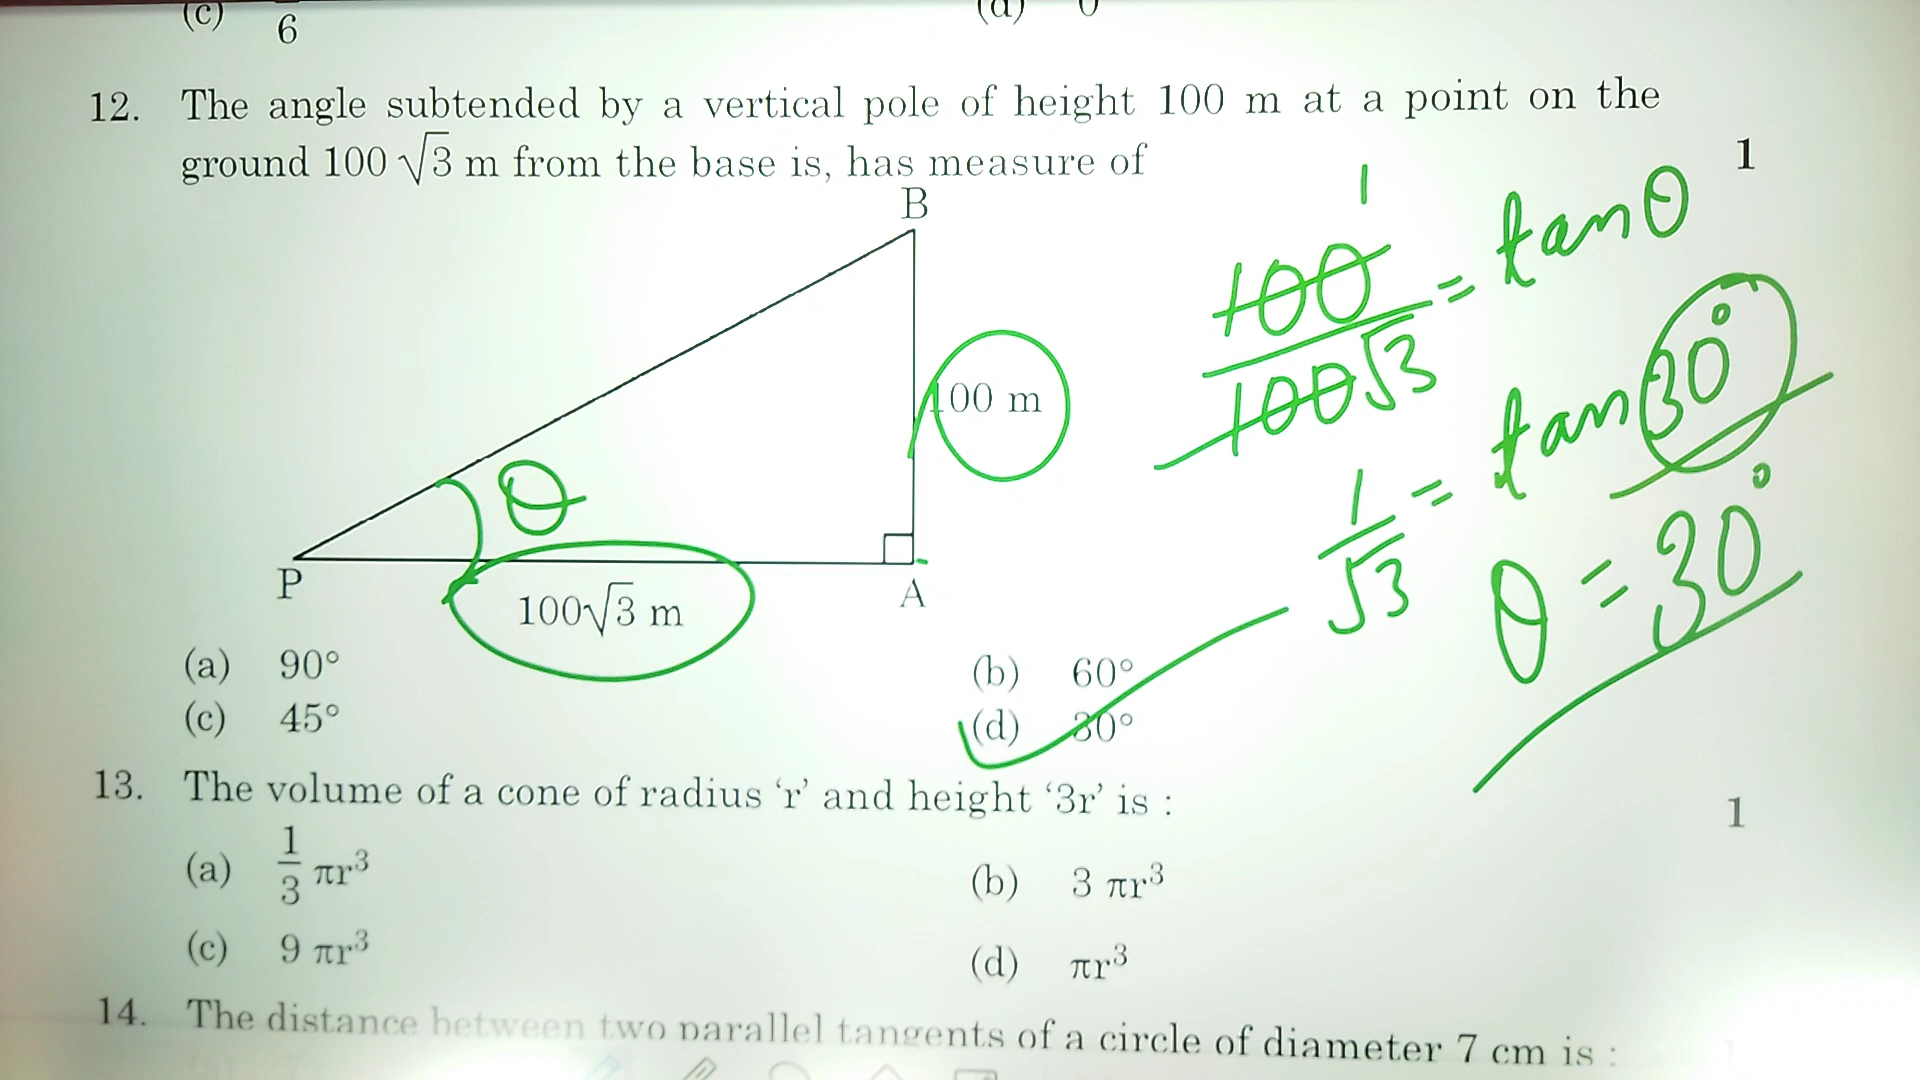 (c) 6 (d) 0
12. The angle subtended by a vertical pole of height 100 m at a point on the
ground 100 √3 m from the base is, has measure of 1
B
100 m
θ
P
100√3 m
A
1
100/100√3 = tanθ
1/√3 = tan30°
θ = 30°
(a) 90° (b) 60°
(c) 45° (d) 30°
13. The volume of a cone of radius ‘r’ and height ‘3r’ is : 1
(a) 1/3 πr³ (b) 3 πr³
(c) 9 πr³ (d) πr³
14. The distance between two parallel tangents of a circle of diameter 7 cm is :